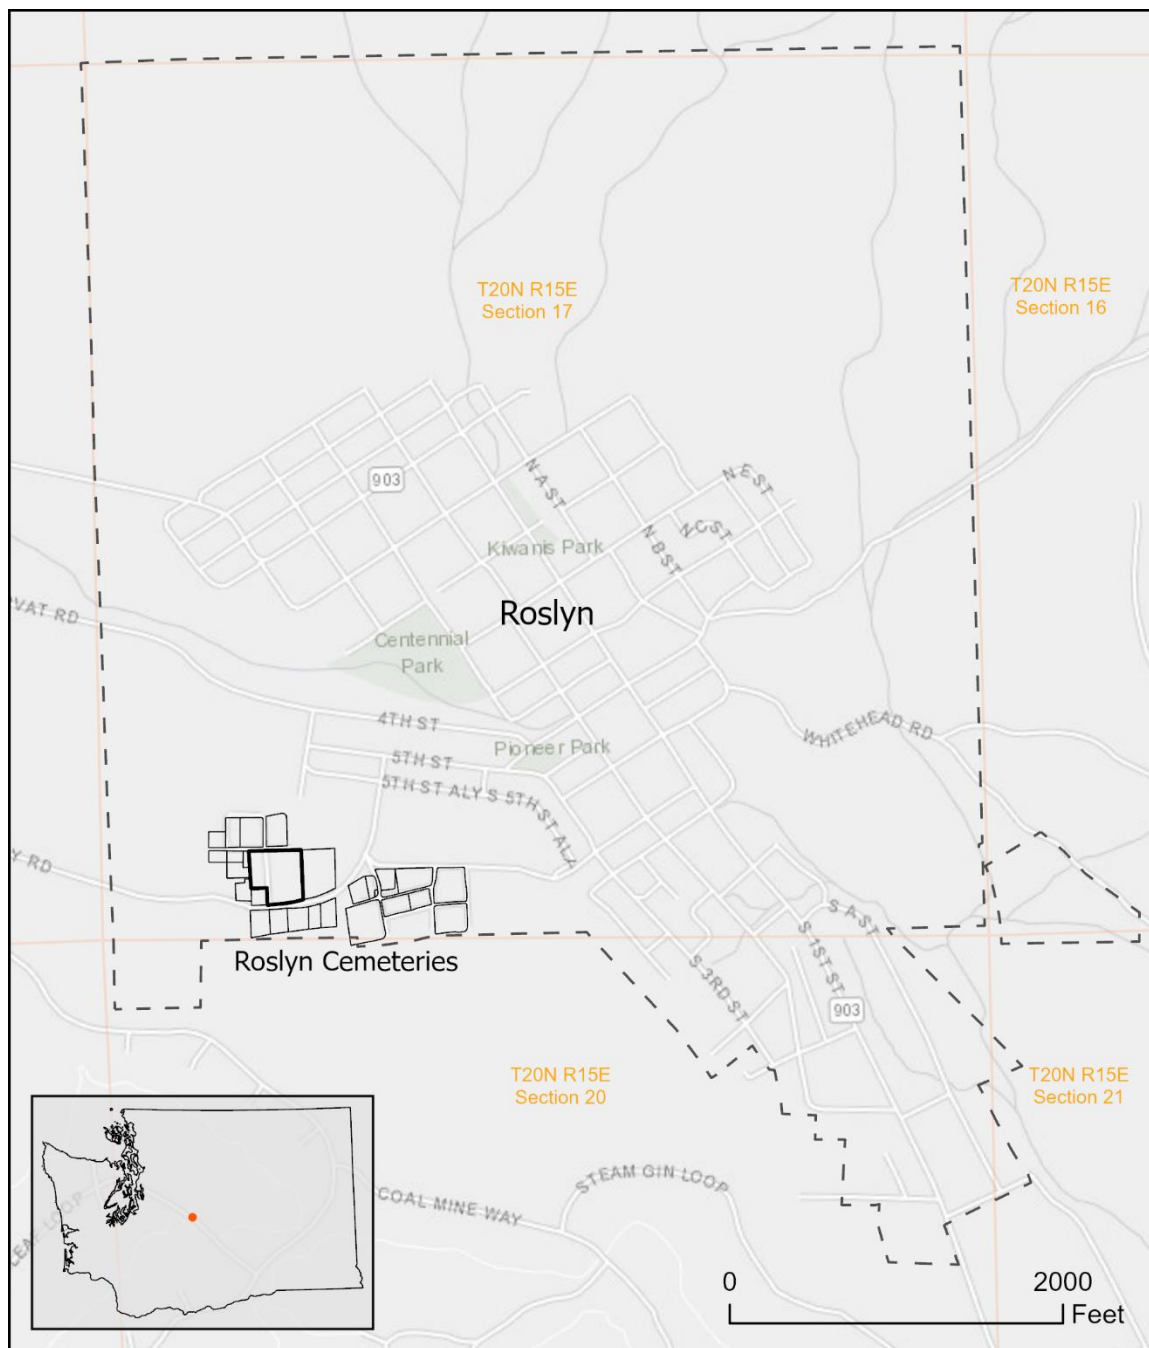 T20N R15E
Section 17
T20N R15E
Section 16
903
N A ST
N E ST
N C ST
N B ST
Kiwanis Park
Roslyn
VAT RD
Centennial
Park
4TH ST
WHITEHEAD RD
Pioneer Park
5TH ST
5TH ST ALY S 5TH ST ALY
Y RD
S A ST
S 1ST ST
Roslyn Cemeteries
S 3RD ST
903
T20N R15E
Section 20
T20N R15E
Section 21
STEAM GIN LOOP
COAL MINE WAY
LEAF LOOP
0
2000
Feet